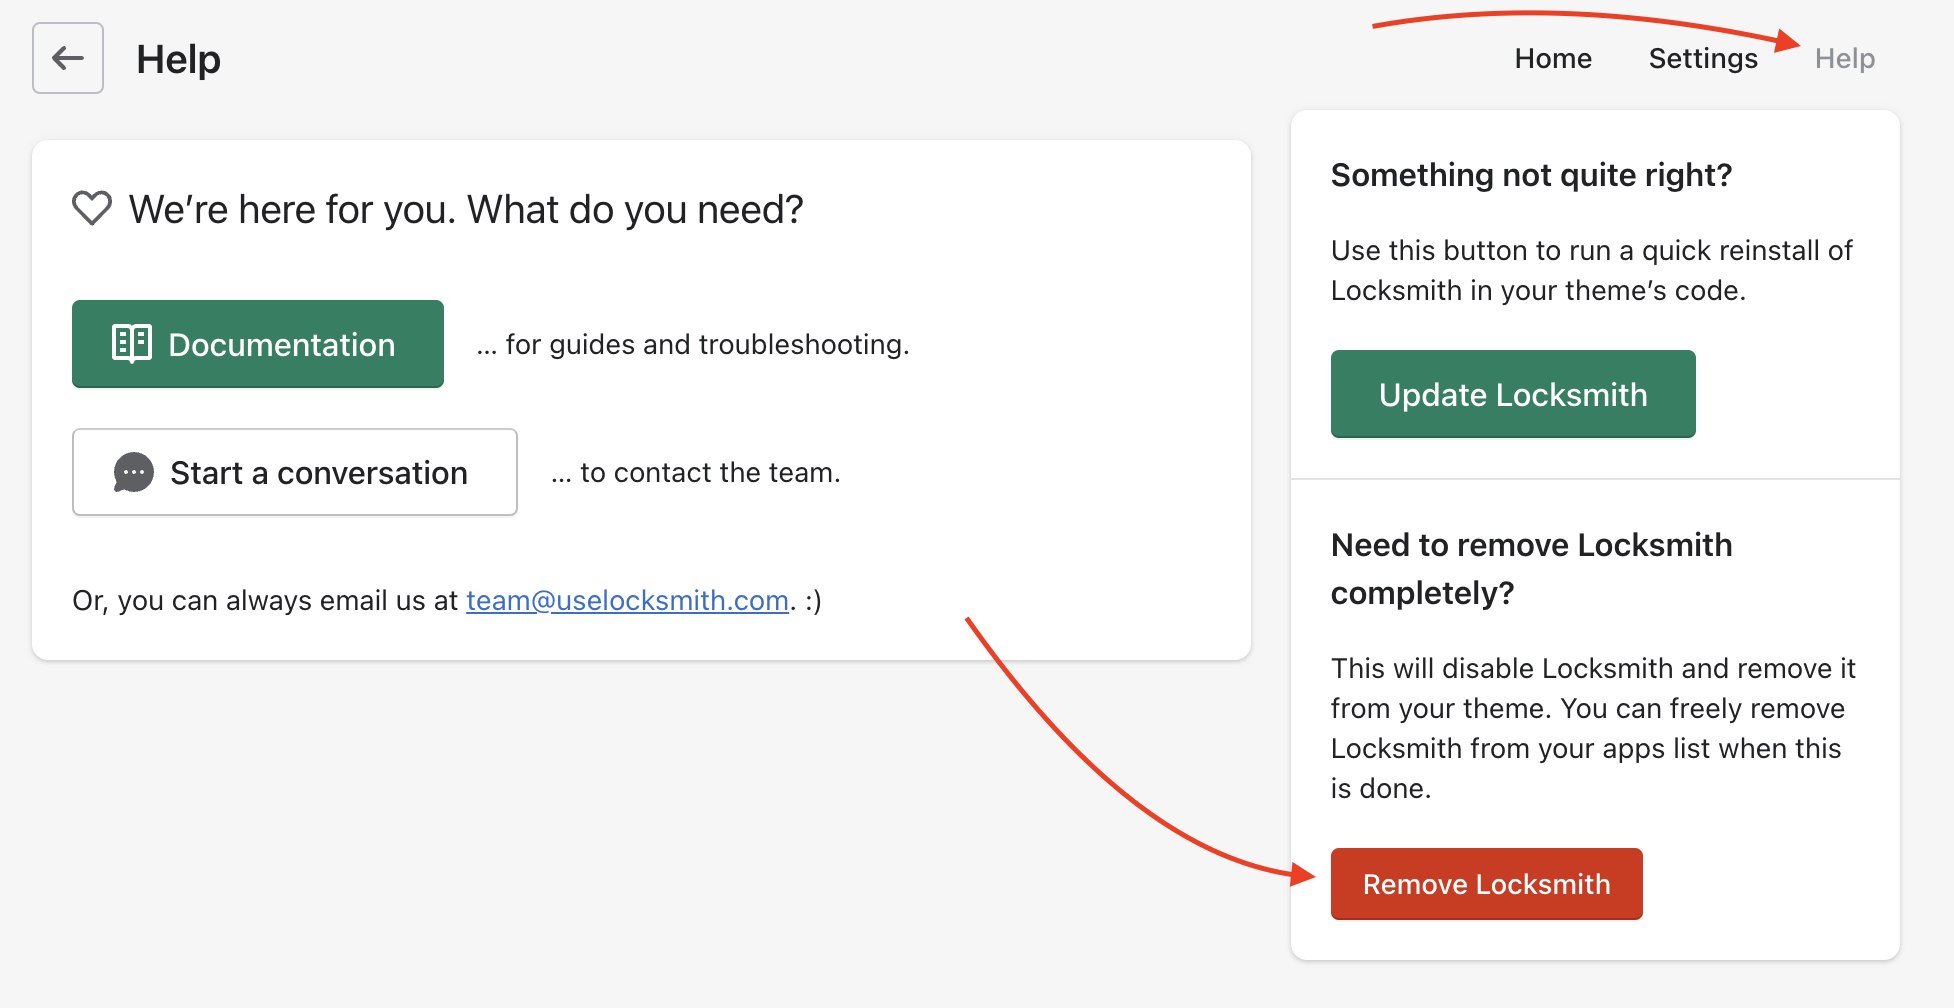 Help
Home
Settings
Help
We’re here for you. What do you need?
Documentation
... for guides and troubleshooting.
Start a conversation
... to contact the team.
Or, you can always email us at team@uselocksmith.com. :)
Something not quite right?
Use this button to run a quick reinstall of
Locksmith in your theme’s code.
Update Locksmith
Need to remove Locksmith
completely?
This will disable Locksmith and remove it
from your theme. You can freely remove
Locksmith from your apps list when this
is done.
Remove Locksmith